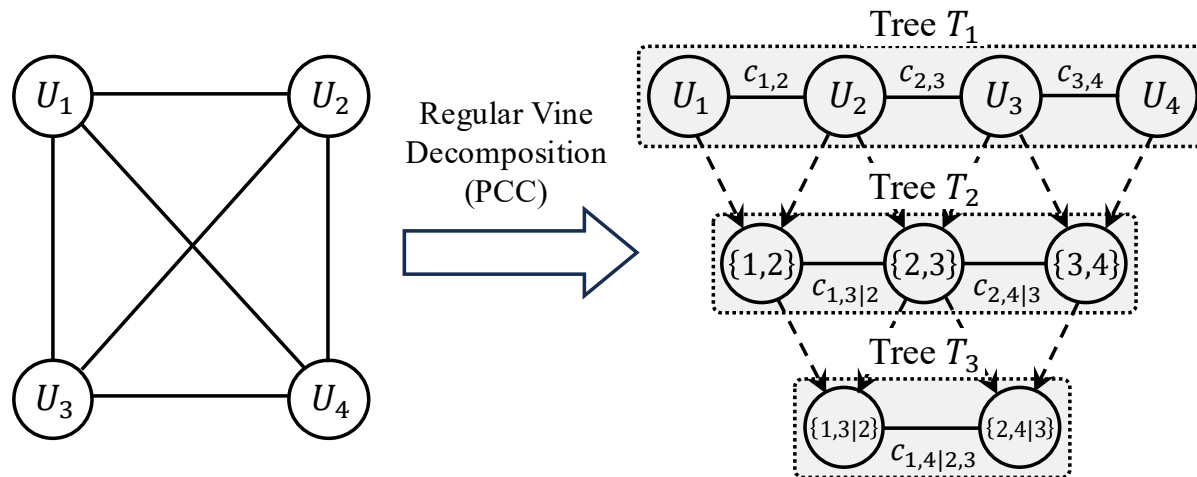 U₁
U₂
U₃
U₄
Regular Vine
Decomposition
(PCC)
Tree T₁
U₁ c₁,₂ U₂ c₂,₃ U₃ c₃,₄ U₄
Tree T₂
{1,2} c₁,₃|₂ {2,3} c₂,₄|₃ {3,4}
Tree T₃
{1,3|2} c₁,₄|₂,₃ {2,4|3}